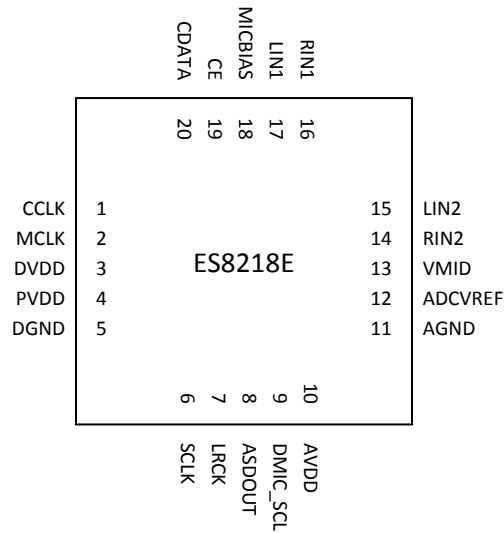 CDATA CE MICBIAS LIN1 RIN1
20 19 18 17 16
CCLK 1 15 LIN2
MCLK 2 14 RIN2
DVDD 3 ES8218E 13 VMID
PVDD 4 12 ADCVREF
DGND 5 11 AGND
6 7 8 9 10
SCLK LRCK ASDOUT DMIC_SCL AVDD